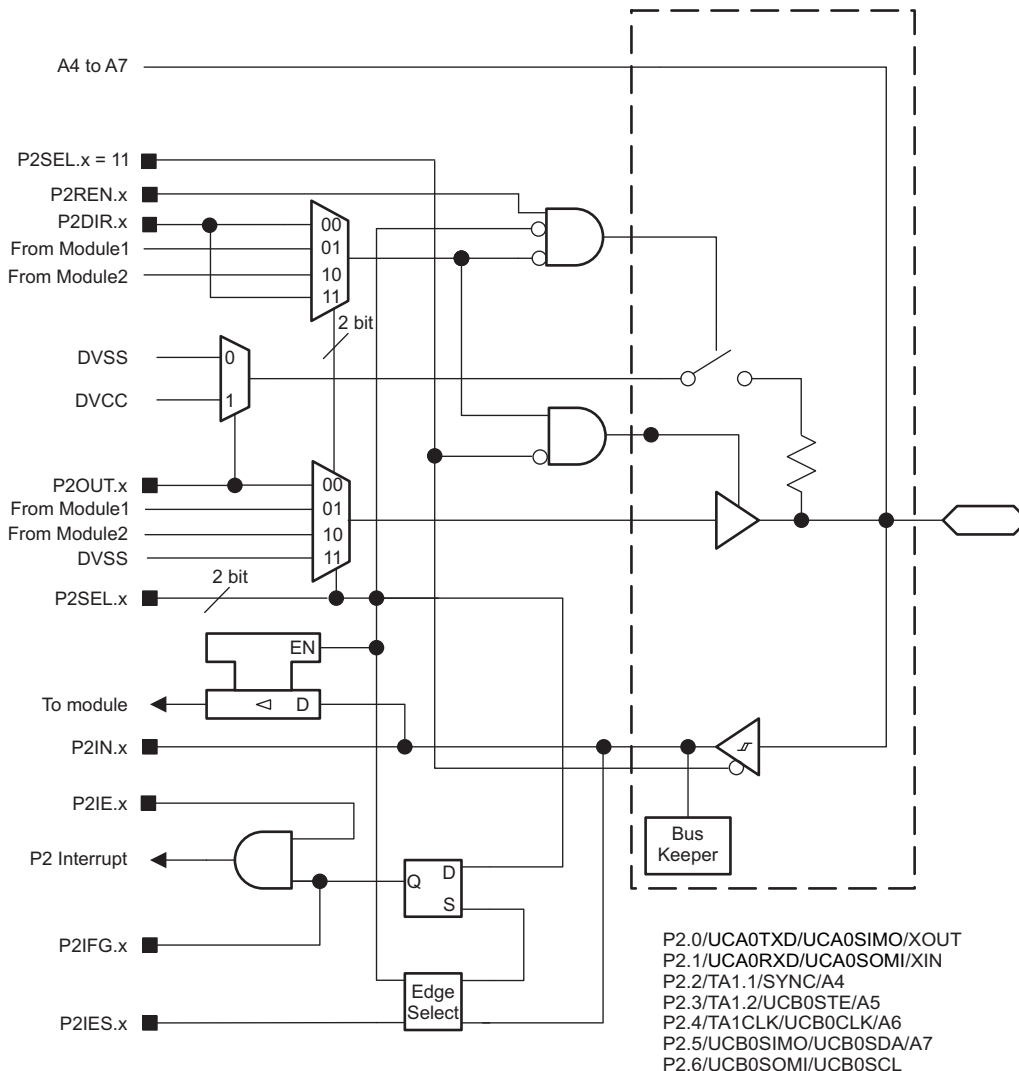 A4 to A7
P2SEL.x = 11
P2REN.x
P2DIR.x
From Module1
From Module2
00
01
10
11
2 bit
DVSS
DVCC
0
1
P2OUT.x
From Module1
From Module2
DVSS
00
01
10
11
2 bit
P2SEL.x
EN
To module
D
P2IN.x
Bus
Keeper
P2IE.x
P2 Interrupt
Q
D
S
P2IFG.x
Edge
Select
P2IES.x
P2.0/UCA0TXD/UCA0SIMO/XOUT
P2.1/UCA0RXD/UCA0SOMI/XIN
P2.2/TA1.1/SYNC/A4
P2.3/TA1.2/UCB0STE/A5
P2.4/TA1CLK/UCB0CLK/A6
P2.5/UCB0SIMO/UCB0SDA/A7
P2.6/UCB0SOMI/UCB0SCL